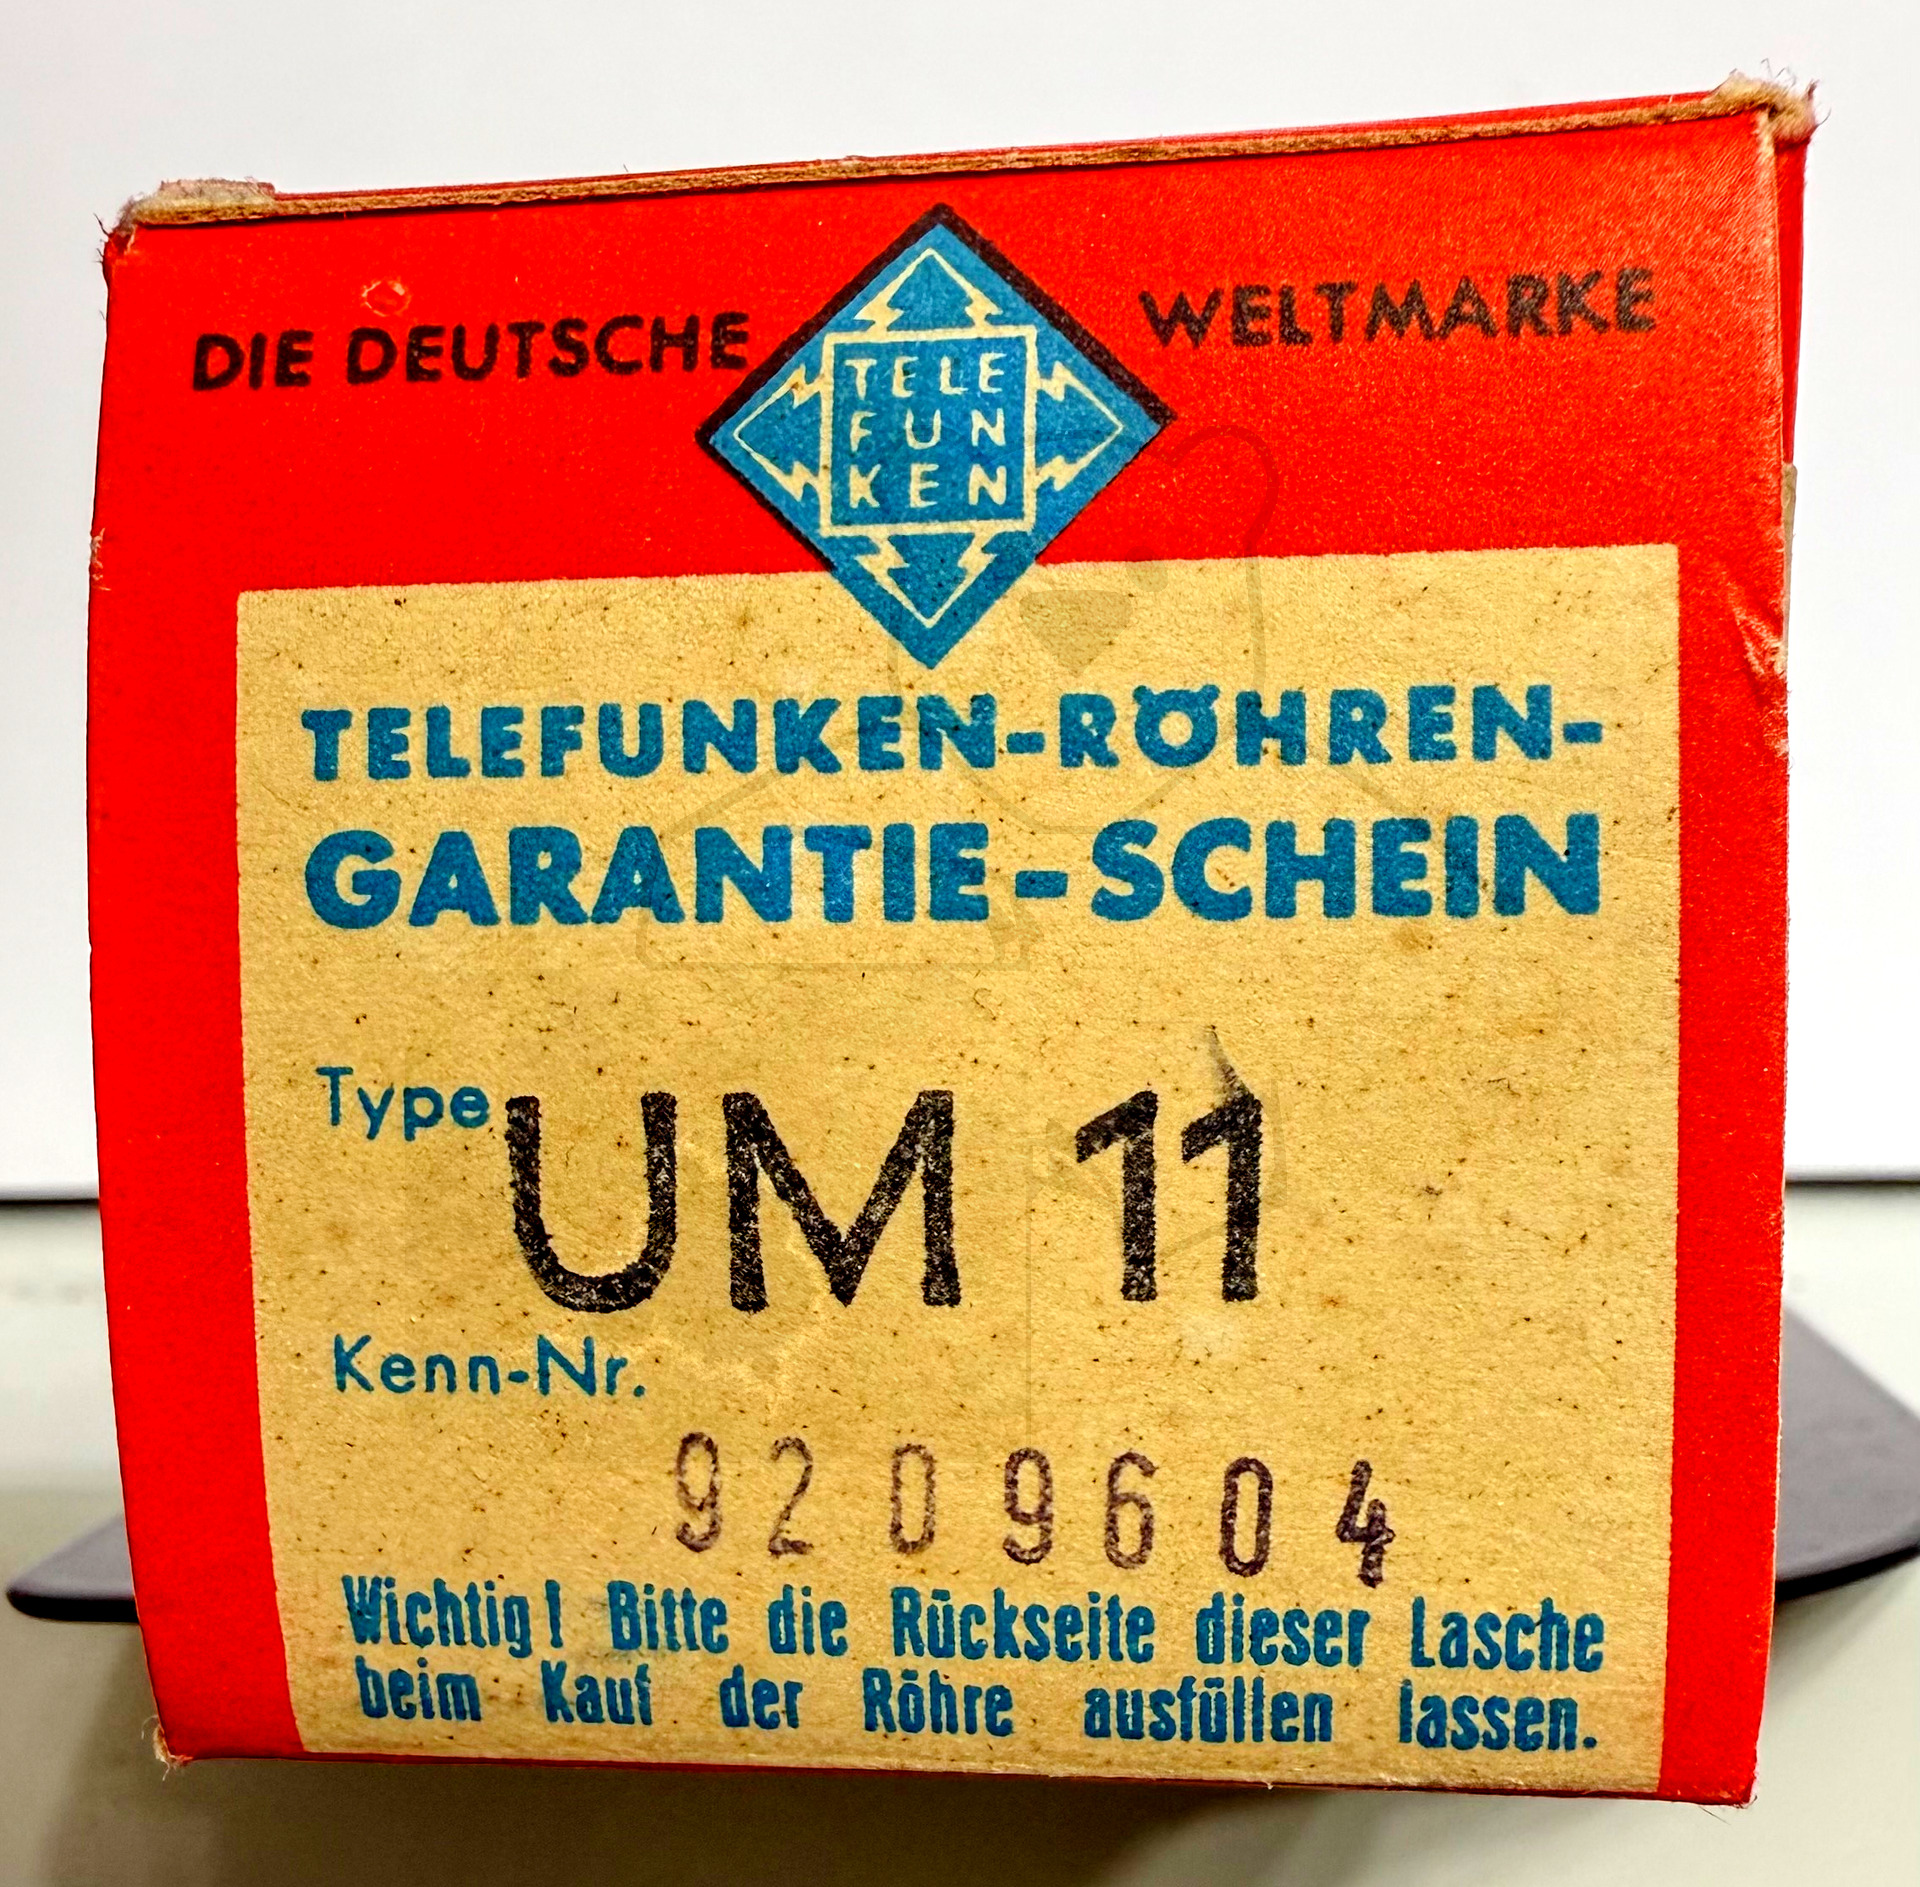 DIE DEUTSCHE WELTMARKE
TELE
FUN
KEN
TELEFUNKEN-RÖHREN-
GARANTIE-SCHEIN
Type UM 11
Kenn-Nr.
9209604
Wichtig! Bitte die Rückseite dieser Lasche
beim Kauf der Röhre ausfüllen lassen.